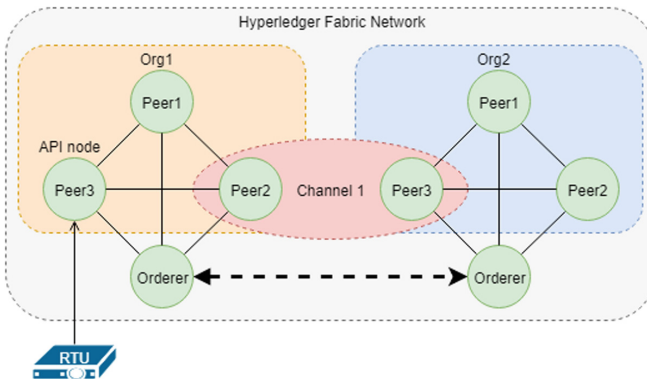 Hyperledger Fabric Network
Org1
Org2
Peer1
Peer1
API node
Peer3
Peer2
Channel 1
Peer3
Peer2
Orderer
Orderer
RTU